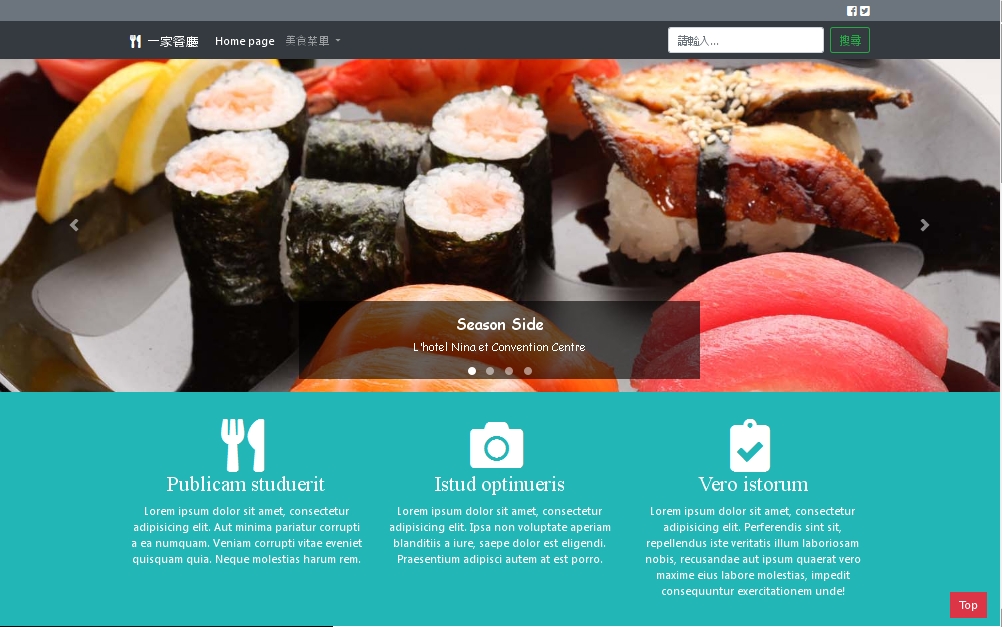 一家餐廳 Home page 美食菜單 請輸入... 搜尋
Season Side
L'hotel Nina et Convention Centre
Publicam studuerit
Lorem ipsum dolor sit amet, consectetur
adipisicing elit. Aut minima pariatur corrupti
a ea numquam. Veniam corrupti vitae eveniet
quisquam quia. Neque molestias harum rem.
Istud optinueris
Lorem ipsum dolor sit amet, consectetur
adipisicing elit. Ipsa non voluptate aperiam
blanditiis a iure, saepe dolor est eligendi.
Praesentium adipisci autem at est porro.
Vero istorum
Lorem ipsum dolor sit amet, consectetur
adipisicing elit. Perferendis sint sit,
repellendus iste veritatis illum laboriosam
nobis, recusandae aut ipsum quaerat vero
maxime eius labore molestias, impedit
consequuntur exercitationem unde!
Top